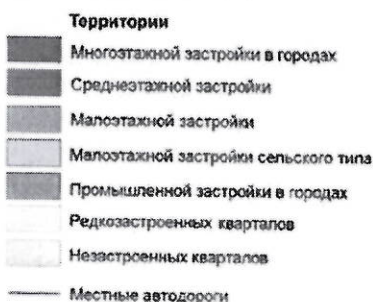 Территории
Многоэтажной застройки в городах
Среднеэтажной застройки
Малоэтажной застройки
Малоэтажной застройки сельского типа
Промышленной застройки в городах
Редкозастроенных кварталов
Незастроенных кварталов
Местные автодороги